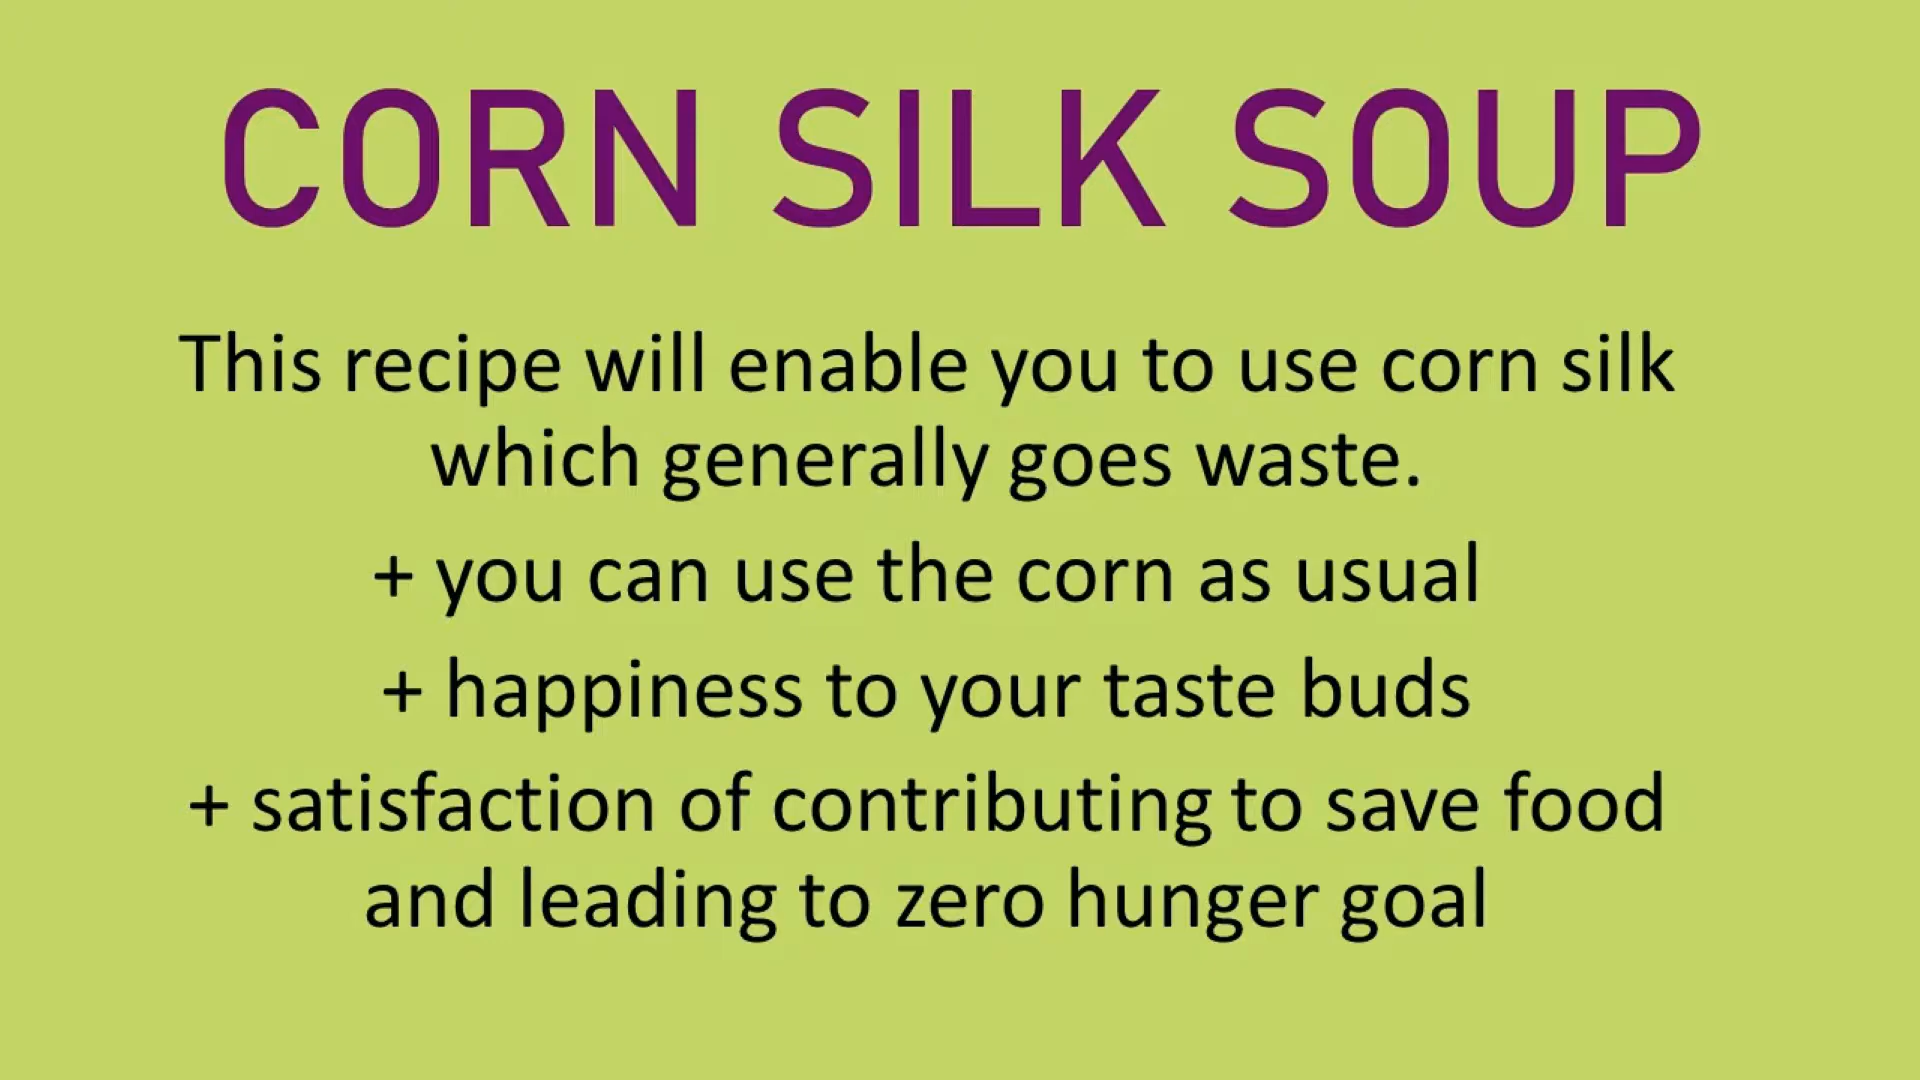 CORN SILK SOUP
This recipe will enable you to use corn silk
which generally goes waste.
+ you can use the corn as usual
+ happiness to your taste buds
+ satisfaction of contributing to save food
and leading to zero hunger goal